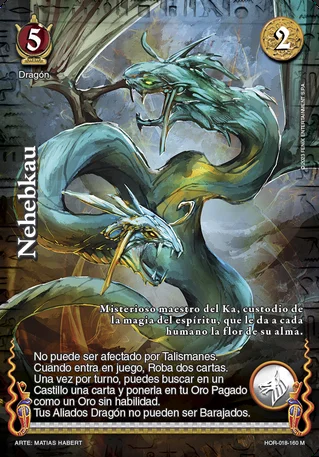 5
2
Dragón
©2023 FENIX ENTERTAINMENT S.P.A.
Nehebkau
Misterioso maestro del Ka, custodio de
la magia del espíritu, que le da a cada
humano la flor de su alma.
No puede ser afectado por Talismanes.
Cuando entra en juego, Roba dos cartas.
Una vez por turno, puedes buscar en un
Castillo una carta y ponerla en tu Oro Pagado
como un Oro sin habilidad.
Tus Aliados Dragón no pueden ser Barajados.
ARTE: MATIAS HABERT
HOR-018-160 M